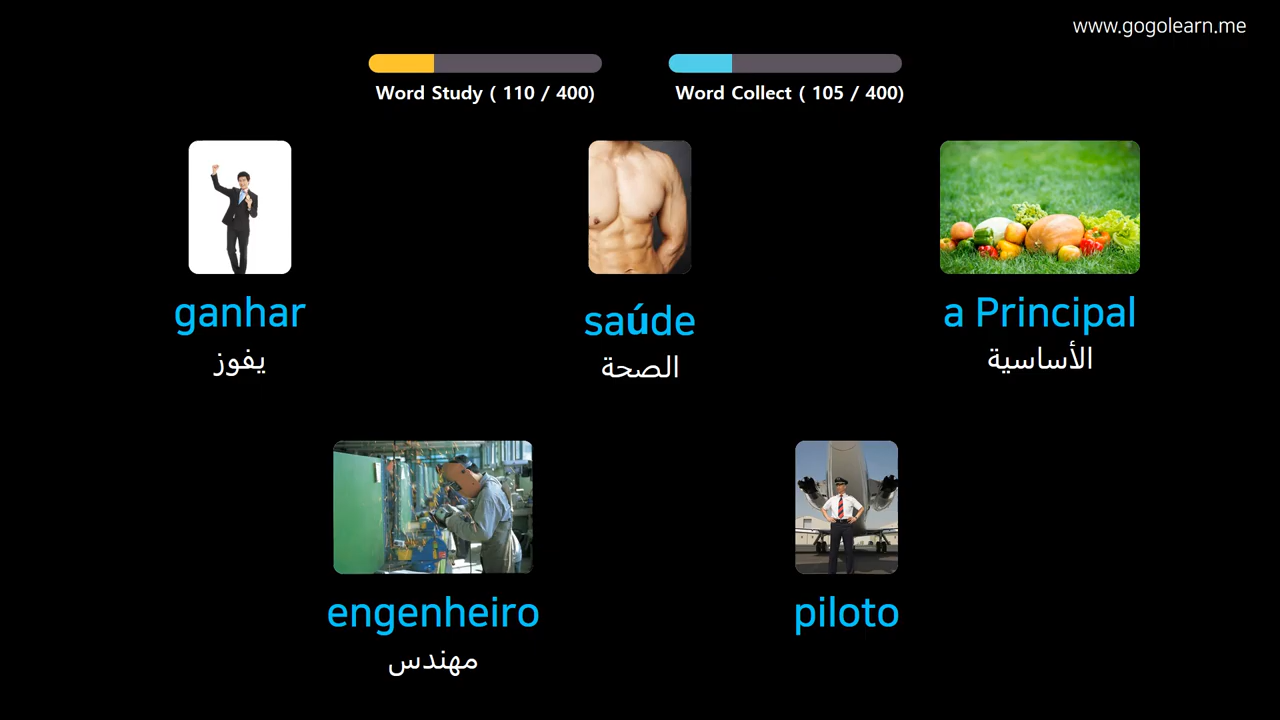 www.gogolearn.me
Word Study ( 110 / 400)
Word Collect ( 105 / 400)
ganhar
يفوز
saúde
الصحة
a Principal
الأساسية
engenheiro
مهندس
piloto